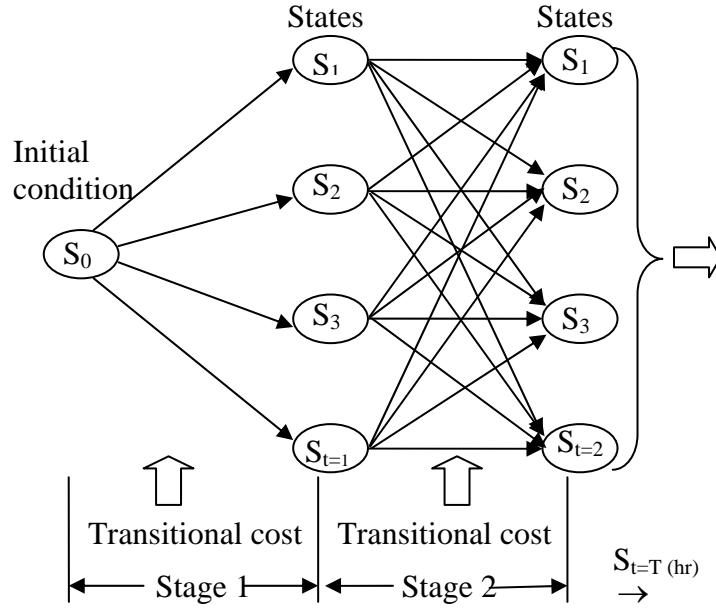 States
States
S₁
S₁
Initial
condition
S₂
S₂
S₀
S₃
S₃
Sₜ₌₁
Sₜ₌₂
Transitional cost
Transitional cost
Stage 1
Stage 2
Sₜ₌T (hr)
→